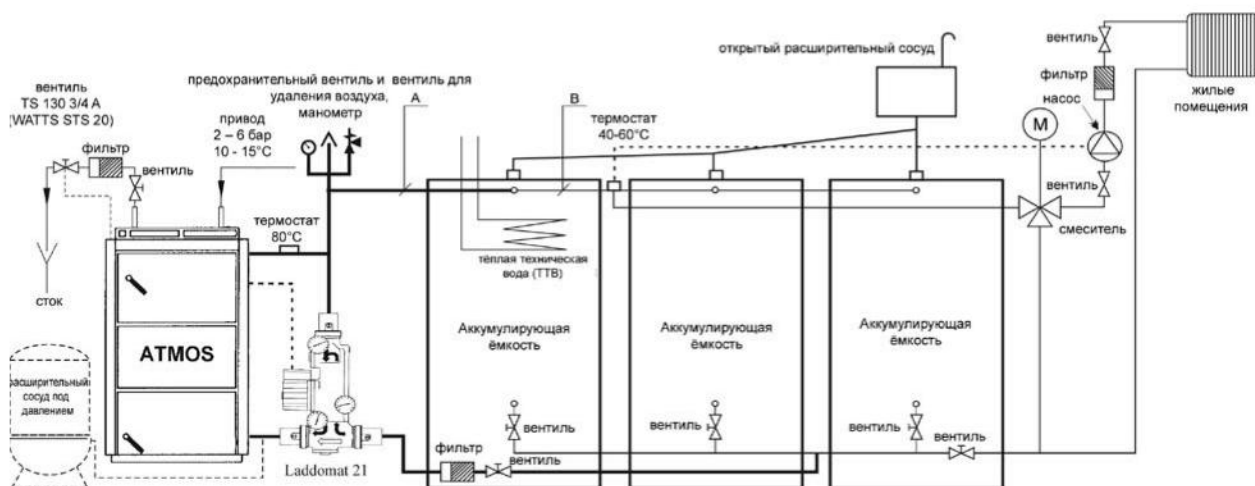 вентиль
TS 130 3/4 A
(WATTS STS 20)
фильтр
вентиль
сток
привод
2 – 6 бар
10 - 15°C
предохранительный вентиль и вентиль для
удаления воздуха,
манометр
A
B
термостат
80°C
термостат
40-60°C
открытый расширительный сосуд
вентиль
фильтр
насос
M
вентиль
смеситель
жилые
помещения
тёплая техническая
вода (ТТВ)
ATMOS
расширительный
сосуд под
давлением
Laddomat 21
Аккумулирующая
ёмкость
Аккумулирующая
ёмкость
Аккумулирующая
ёмкость
вентиль
вентиль
вентиль
вентиль
фильтр
вентиль